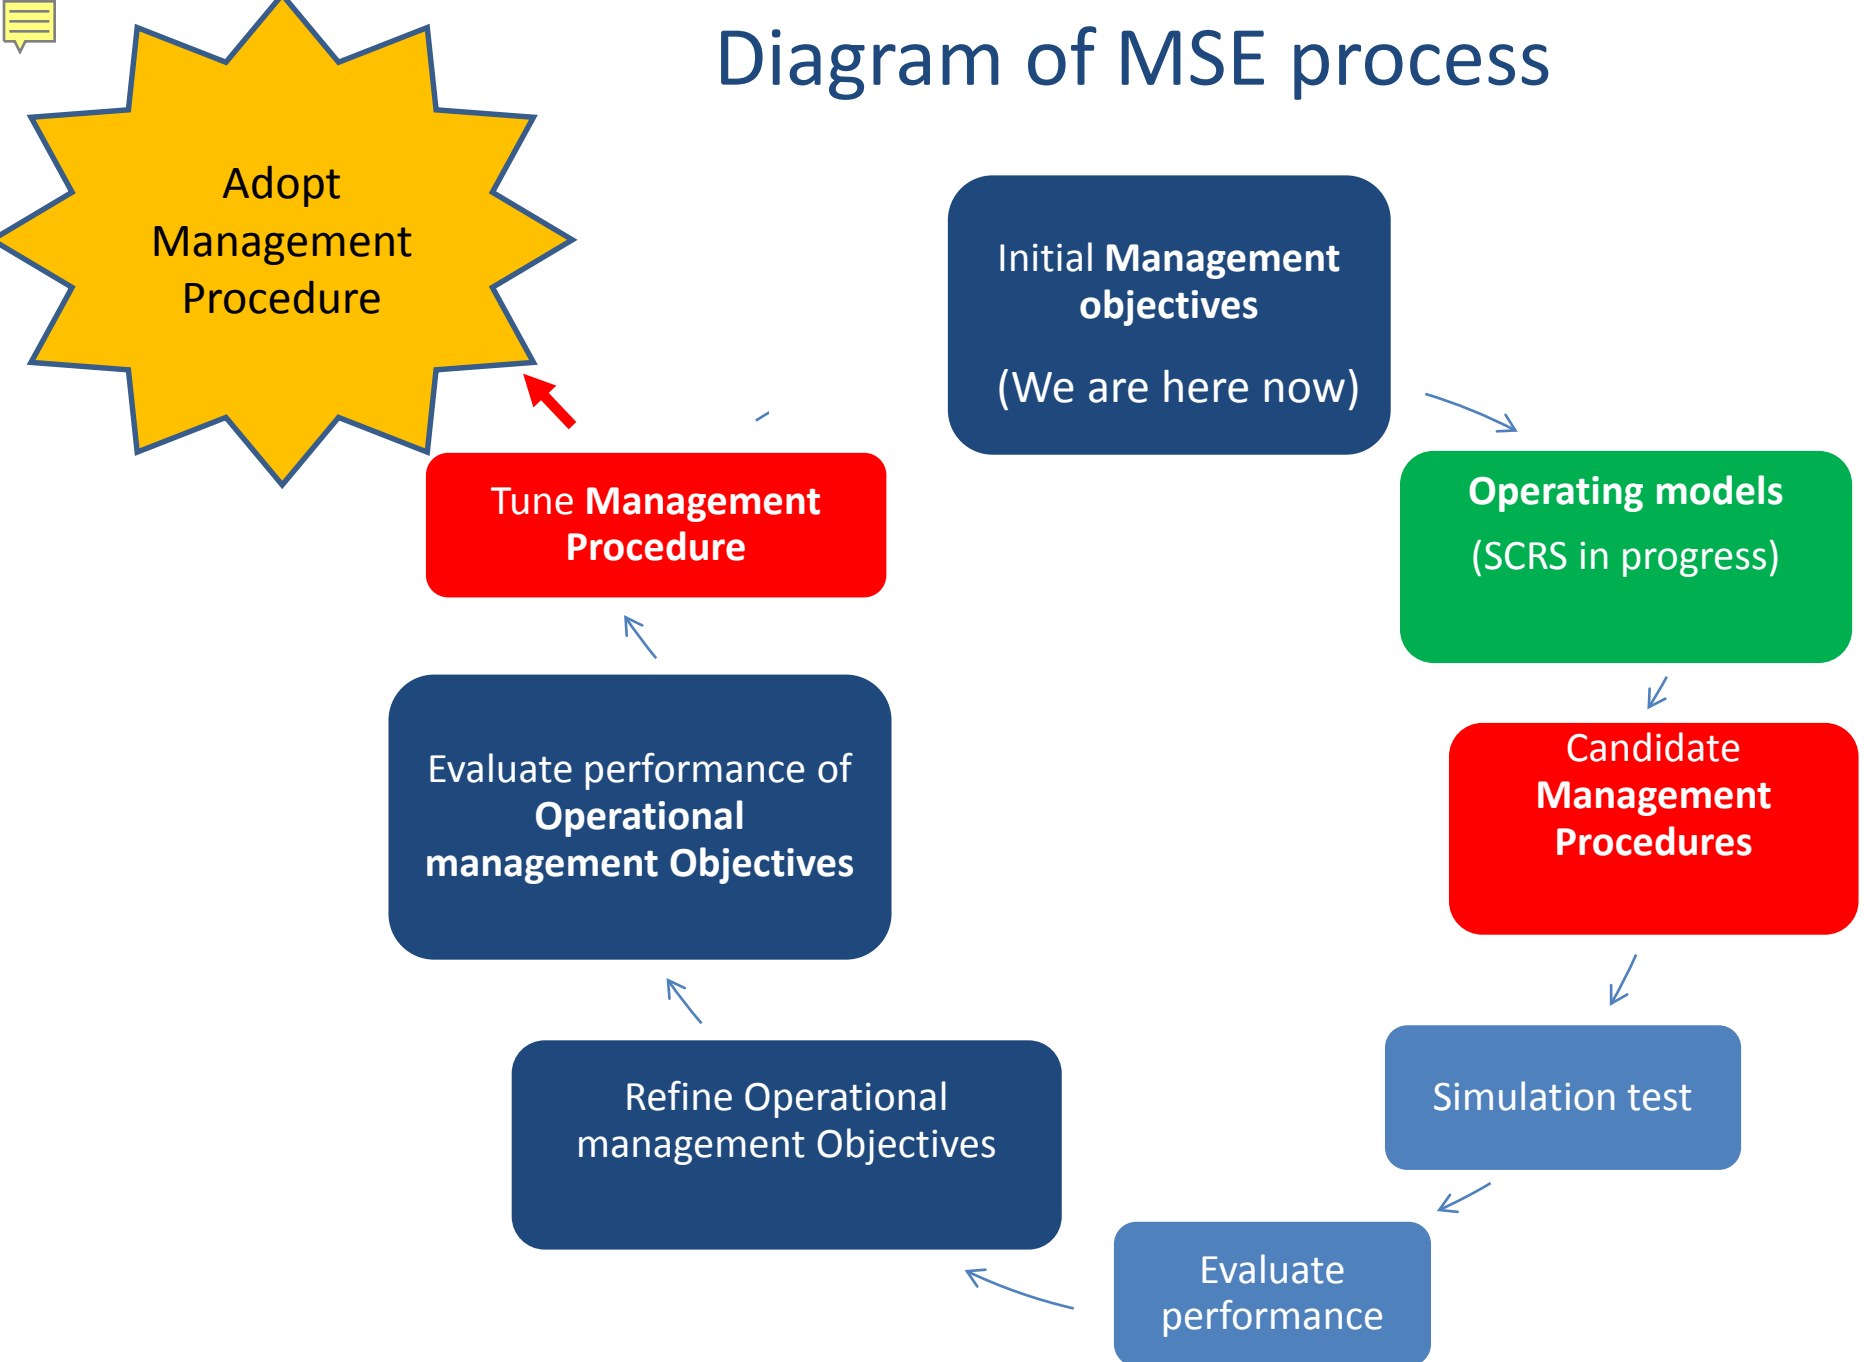 Diagram of MSE process
Adopt
Management
Procedure
Initial Management
objectives
(We are here now)
Operating models
(SCRS in progress)
Candidate
Management
Procedures
Simulation test
Evaluate
performance
Refine Operational
management Objectives
Evaluate performance of
Operational
management Objectives
Tune Management
Procedure